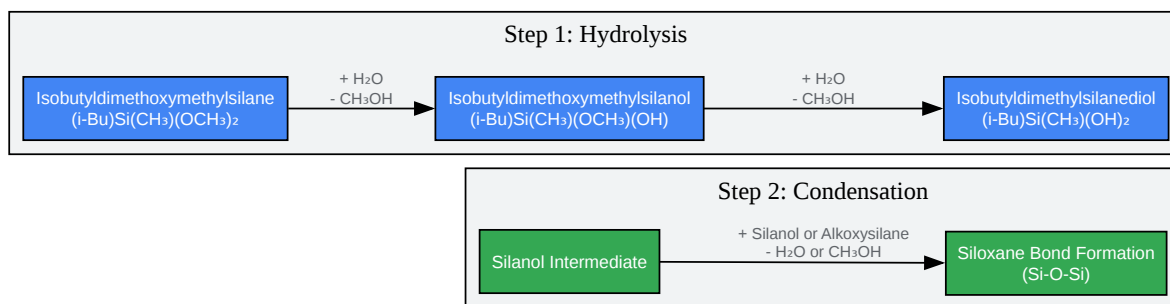 Step 1: Hydrolysis
+ H₂O
- CH₃OH
+ H₂O
- CH₃OH
Isobutyldimethoxymethylsilane
(i-Bu)Si(CH₃)(OCH₃)₂
Isobutyldimethoxymethylsilanol
(i-Bu)Si(CH₃)(OCH₃)(OH)
Isobutyldimethylsilanediol
(i-Bu)Si(CH₃)(OH)₂
Step 2: Condensation
+ Silanol or Alkoxysilane
- H₂O or CH₃OH
Silanol Intermediate
Siloxane Bond Formation
(Si-O-Si)